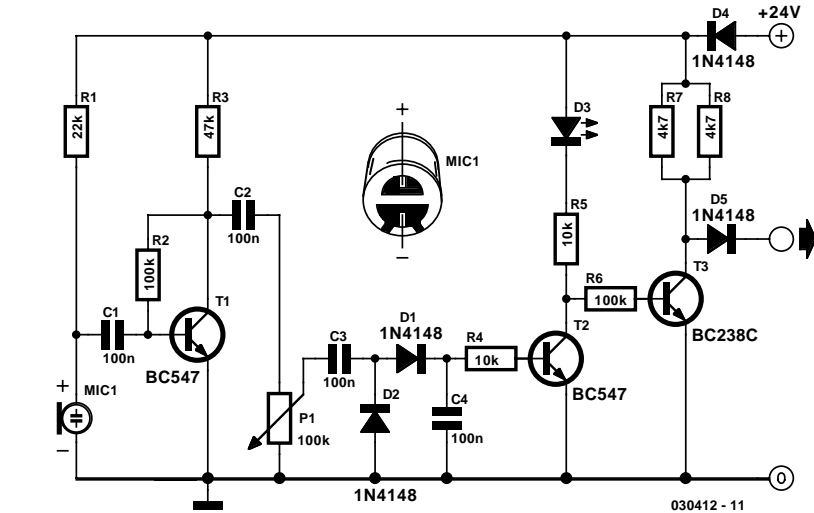 D4
+24V
+
1N4148
R1
22k
R3
47k
R7
4k7
R8
4k7
D3
+
MIC1
−
C2
100n
R2
100k
R5
10k
D5
1N4148
R6
100k
T3
BC238C
T1
C1
100n
BC547
D1
1N4148
C3
100n
R4
10k
T2
BC547
+
MIC1
−
D2
C4
100n
P1
100k
0
1N4148
030412 - 11